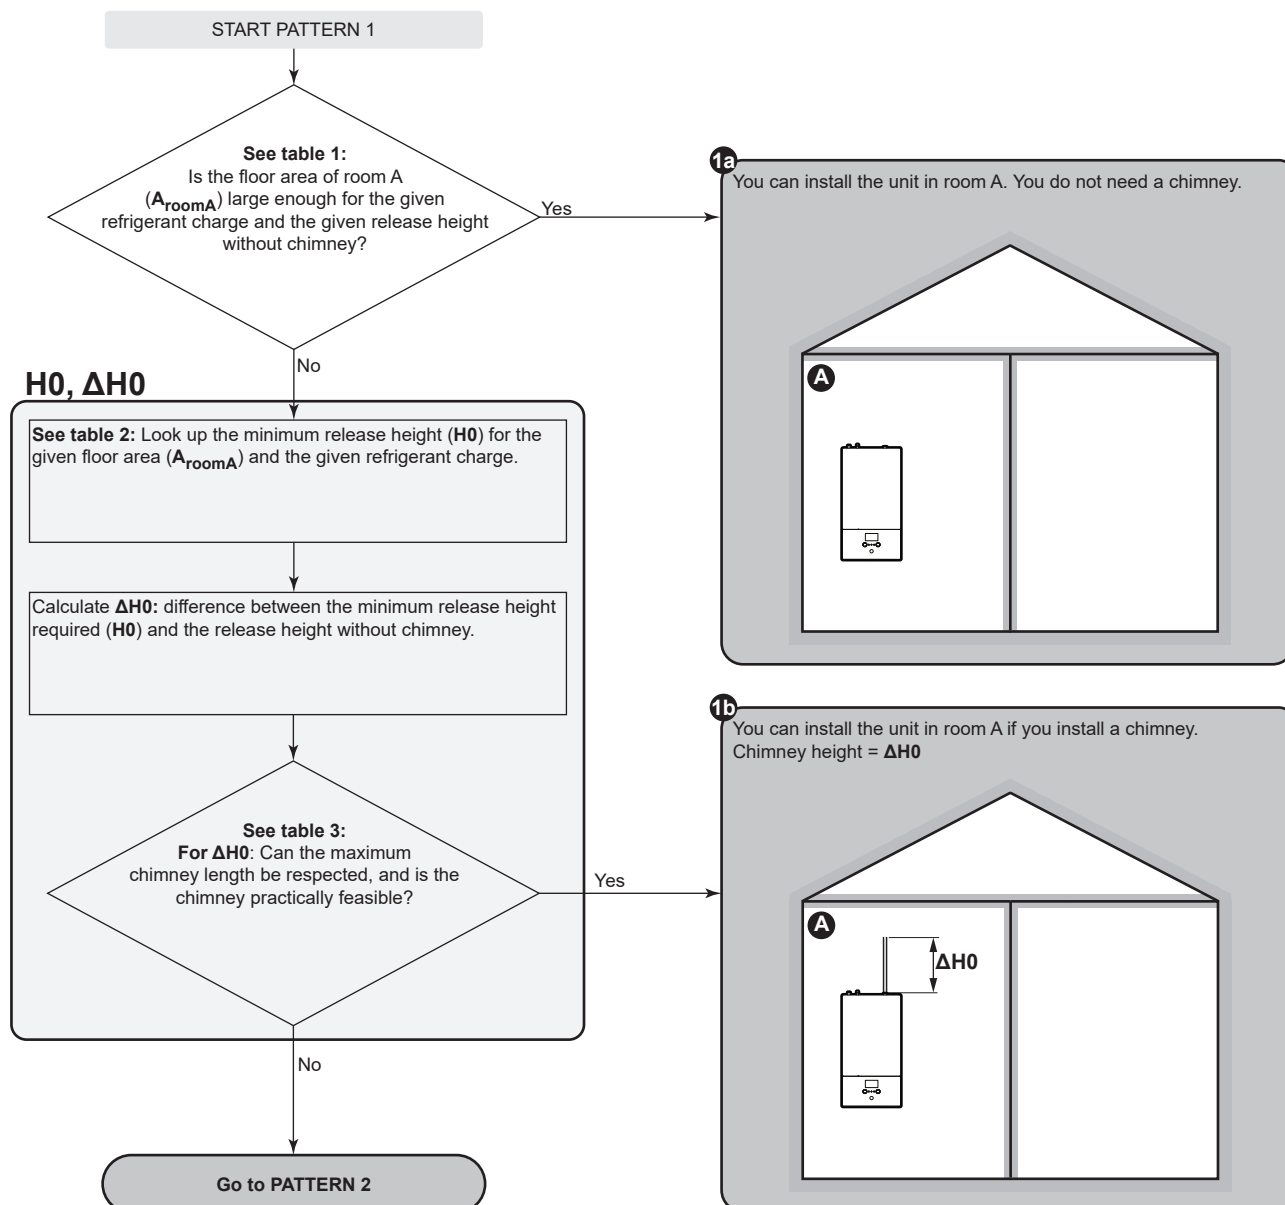 START PATTERN 1
See table 1:
Is the floor area of room A
(AroomA) large enough for the given
refrigerant charge and the given release height
without chimney?
Yes
No
1a
You can install the unit in room A. You do not need a chimney.
A
H0, ΔH0
See table 2: Look up the minimum release height (H0) for the
given floor area (AroomA) and the given refrigerant charge.
Calculate ΔH0: difference between the minimum release height
required (H0) and the release height without chimney.
See table 3:
For ΔH0: Can the maximum
chimney length be respected, and is the
chimney practically feasible?
Yes
No
1b
You can install the unit in room A if you install a chimney.
Chimney height = ΔH0
A
ΔH0
Go to PATTERN 2